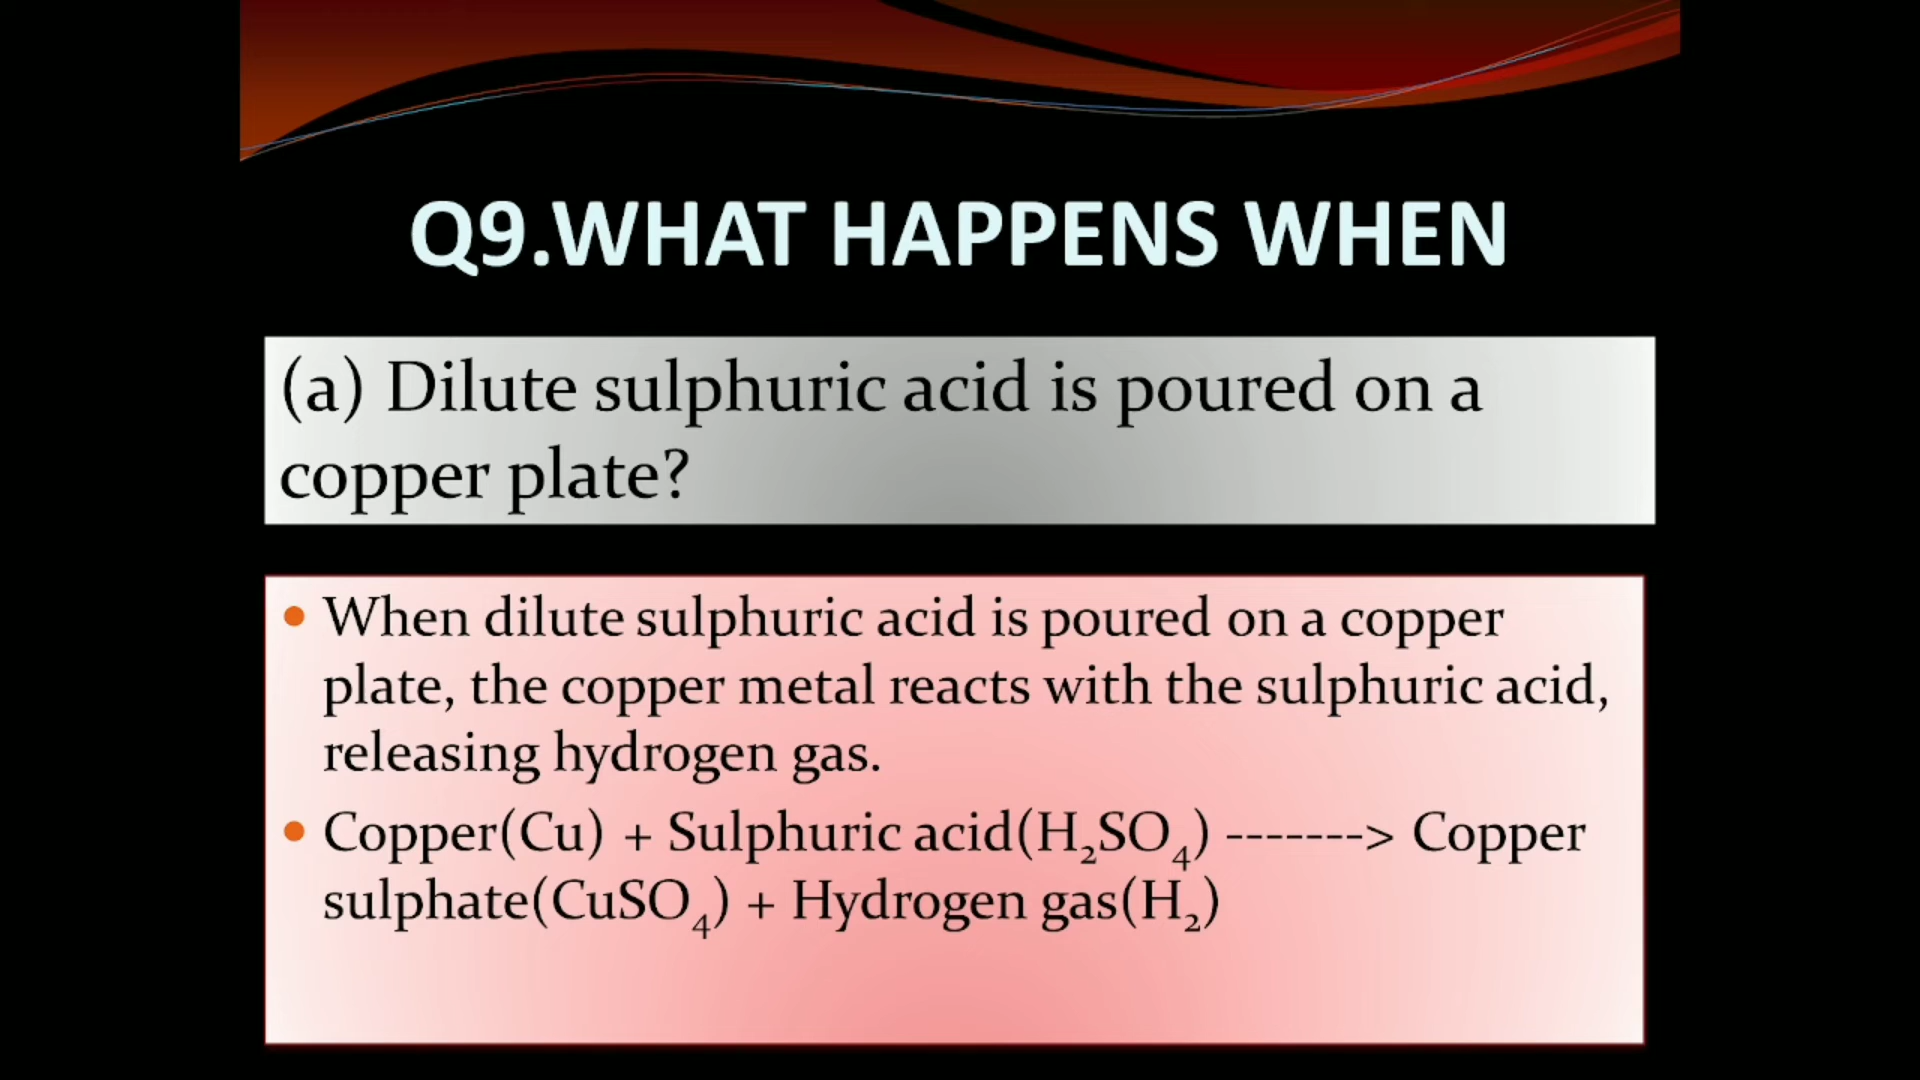 Q9.WHAT HAPPENS WHEN
(a) Dilute sulphuric acid is poured on a
copper plate?
• When dilute sulphuric acid is poured on a copper
plate, the copper metal reacts with the sulphuric acid,
releasing hydrogen gas.
• Copper(Cu) + Sulphuric acid(H₂SO₄) -------> Copper
sulphate(CuSO₄) + Hydrogen gas(H₂)